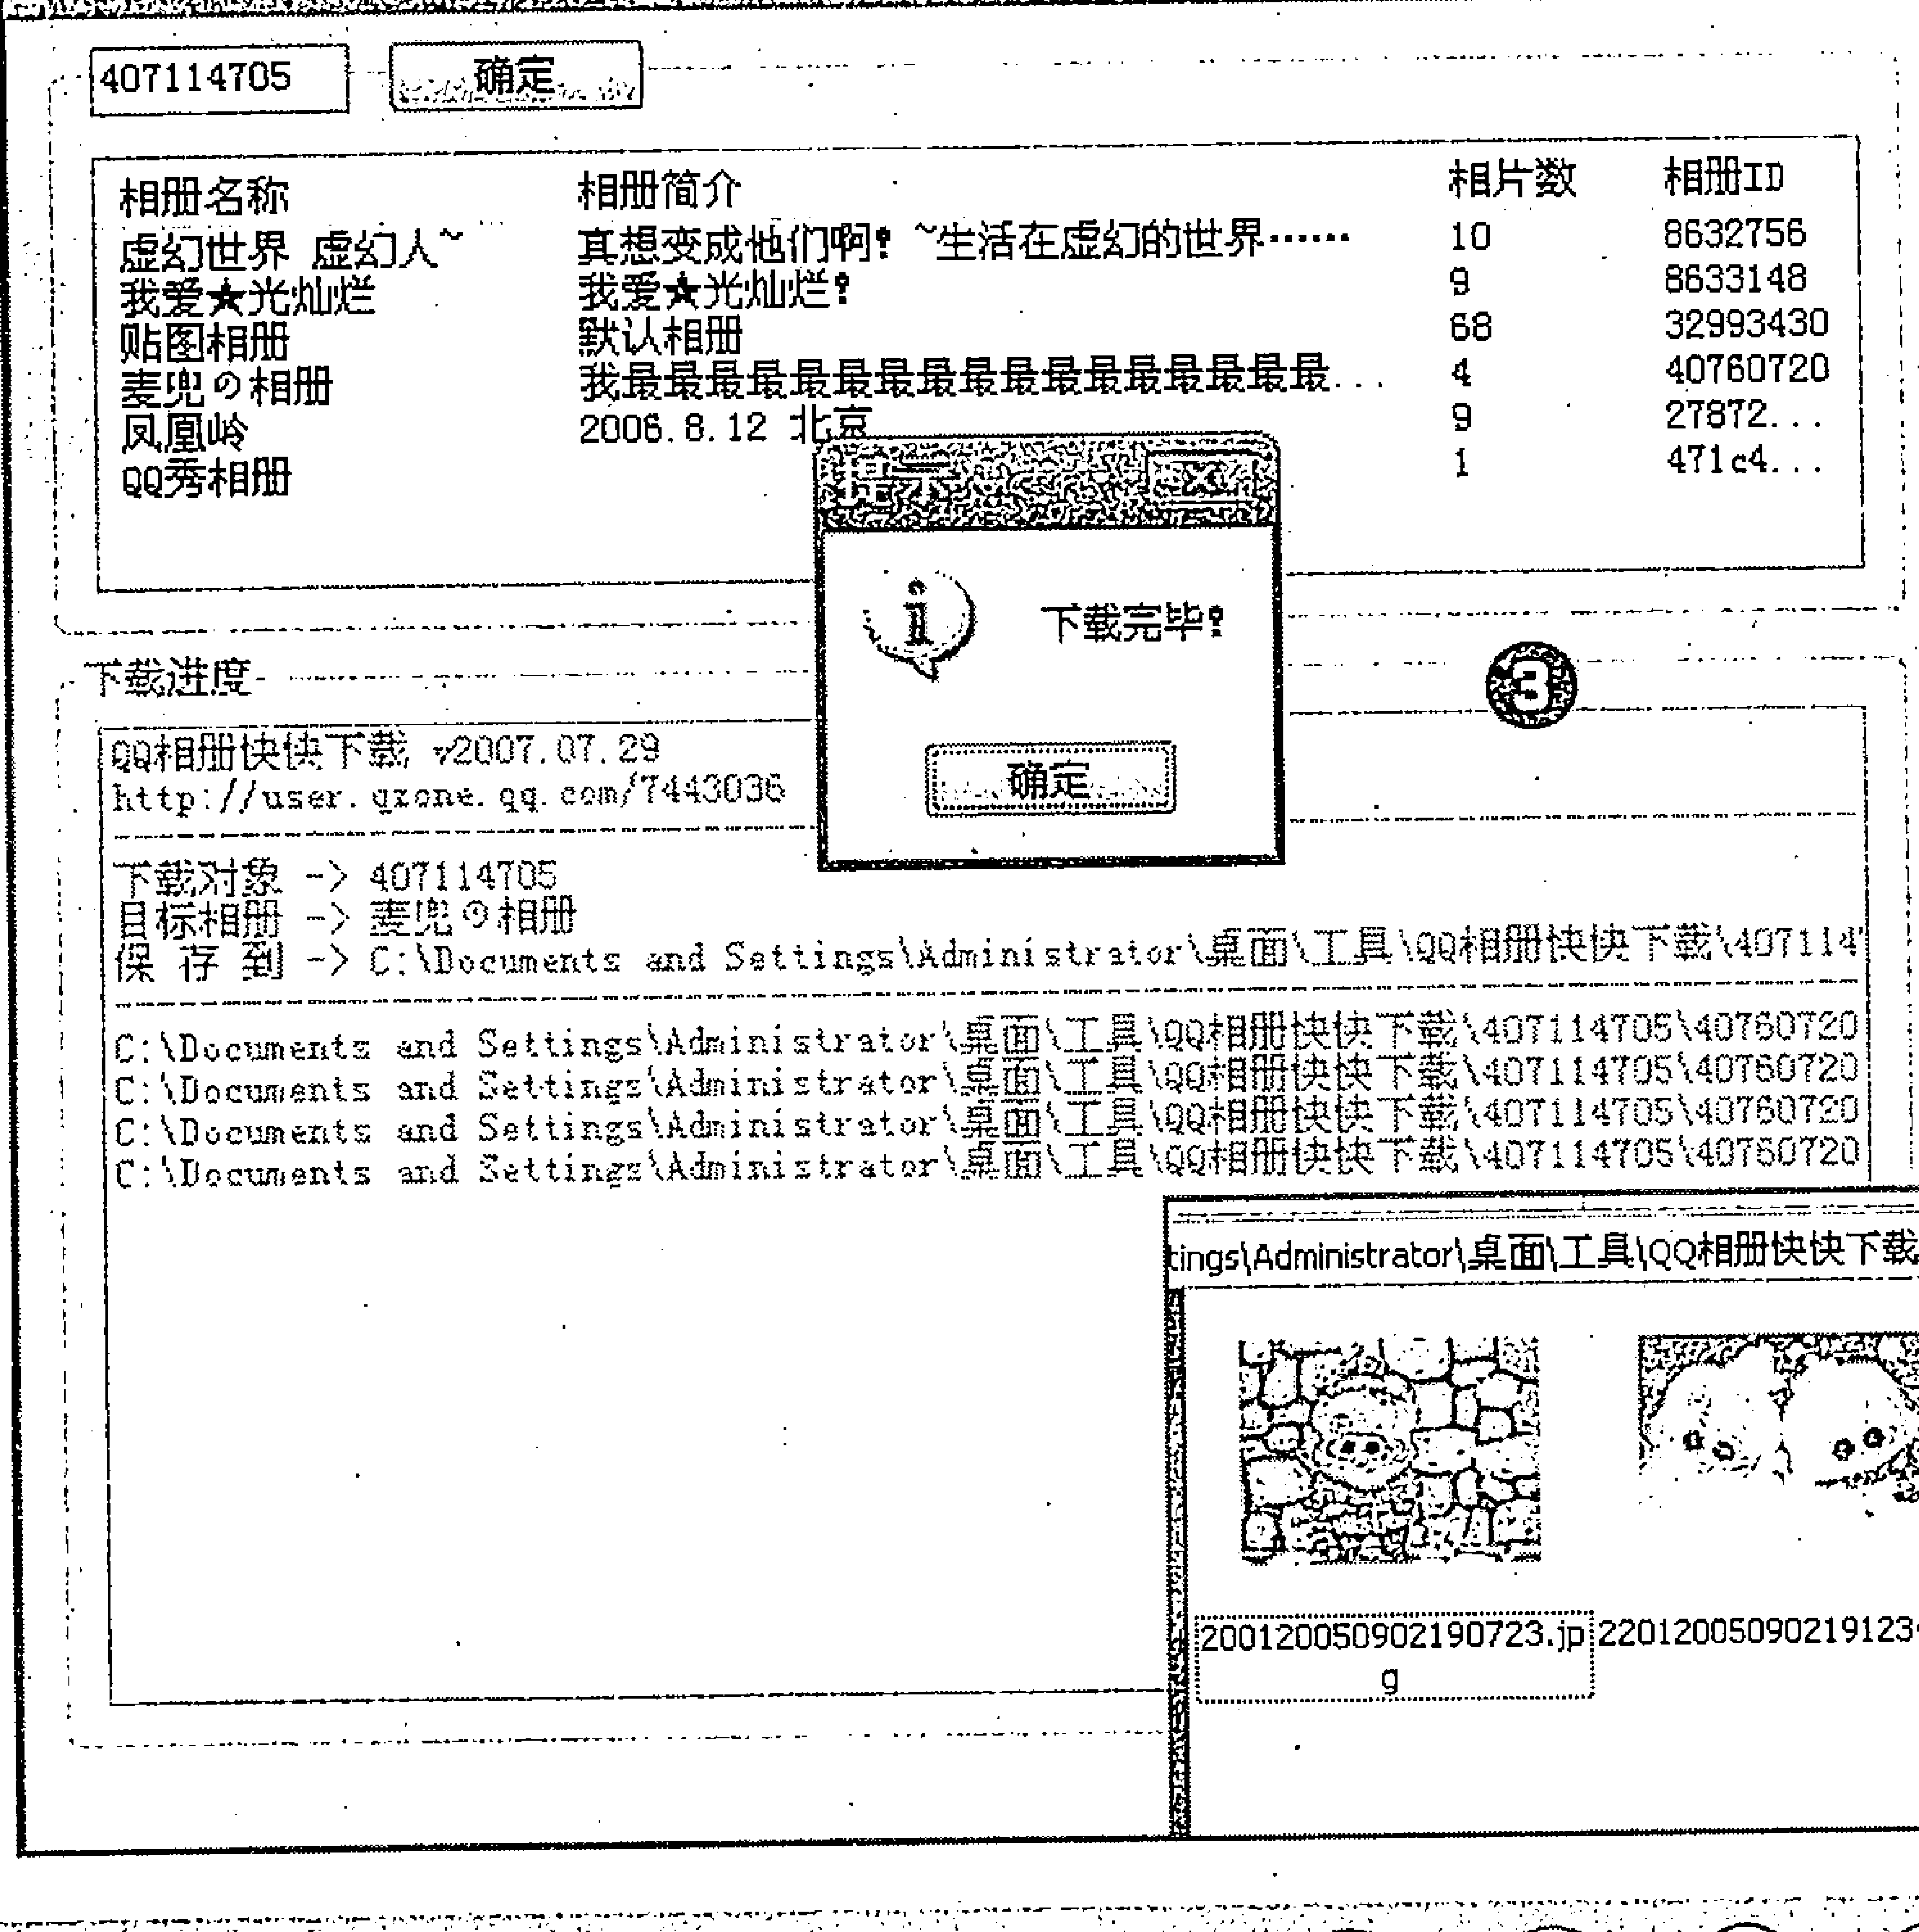 407114705 确定
相册名称 相册简介 相片数 相册ID
虚幻世界 虚幻人~ 真想变成他们啊! ~生活在虚幻的世界…… 10 8632756
我爱★光灿烂 我爱★光灿烂! 9 8633148
贴图相册 默认相册 68 32993430
麦兜の相册 我最最最最最最最最最最最最最最最最最... 4 40760720
凤凰岭 2006.8.12 北京 9 27872...
QQ秀相册 1 471c4...
提示
下载完毕!
确定
3
下载进度
QQ相册快快下载 v2007.07.29
http://user.qzone.qq.com/7443036
下载对象 -> 407114705
目标相册 -> 麦兜の相册
保 存 到 -> C:\Documents and Settings\Administrator\桌面\工具\QQ相册快快下载\407114
C:\Documents and Settings\Administrator\桌面\工具\QQ相册快快下载\407114705\40760720
C:\Documents and Settings\Administrator\桌面\工具\QQ相册快快下载\407114705\40760720
C:\Documents and Settings\Administrator\桌面\工具\QQ相册快快下载\407114705\40760720
C:\Documents and Settings\Administrator\桌面\工具\QQ相册快快下载\407114705\40760720
tings\Administrator\桌面\工具\QQ相册快快下载
200120050902190723.jp 22012005090219123
g